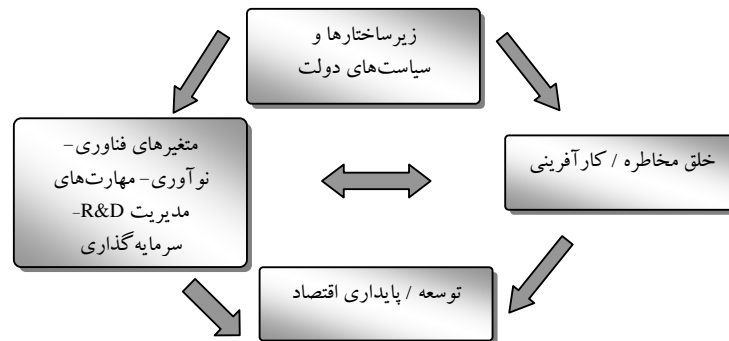 زیرساختارها و
سیاست‌های دولت
متغیرهای فناوری-
نوآوری- مهارت‌های
مدیریت R&D-
سرمایه‌گذاری
خلق مخاطره / کارآفرینی
توسعه / پایداری اقتصاد